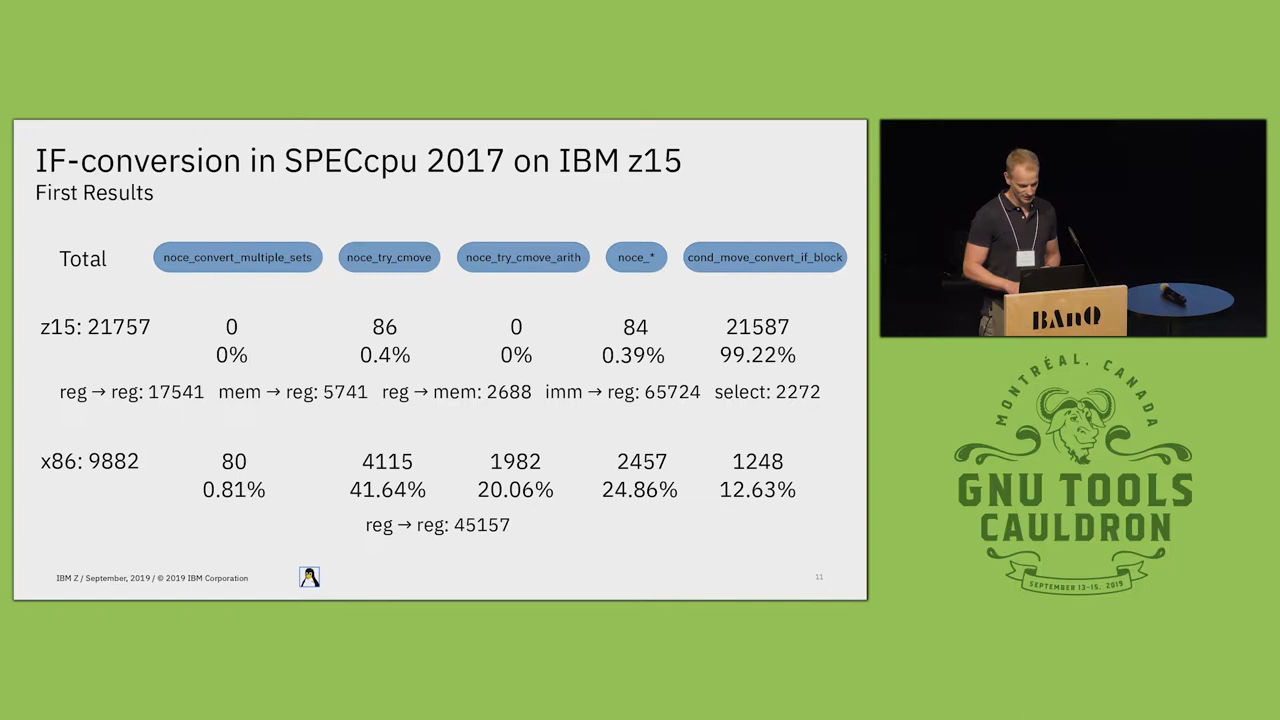 IF-conversion in SPECcpu 2017 on IBM z15
First Results
Total noce_convert_multiple_sets noce_try_cmove noce_try_cmove_arith noce_* cond_move_convert_if_block
z15: 21757 0 86 0 84 21587
0% 0.4% 0% 0.39% 99.22%
reg → reg: 17541 mem → reg: 5741 reg → mem: 2688 imm → reg: 65724 select: 2272
x86: 9882 80 4115 1982 2457 1248
0.81% 41.64% 20.06% 24.86% 12.63%
reg → reg: 45157
IBM Z / September, 2019 / © 2019 IBM Corporation 11
BAnQ
MONTRÉAL, CANADA
GNU TOOLS
CAULDRON
SEPTEMBER 13-15, 2019